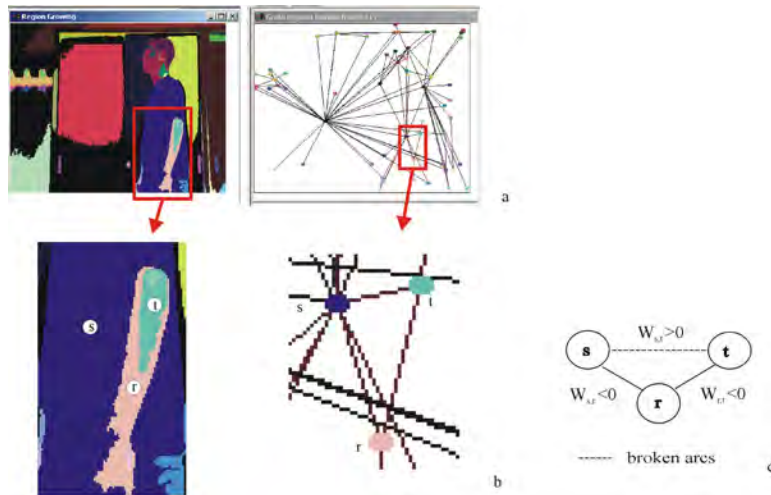 Region Growing
a
s
t
r
s
t
r
b
W_{s,t}>0
s
t
W_{s,r}<0
r
W_{r,t}<0
broken arcs
c